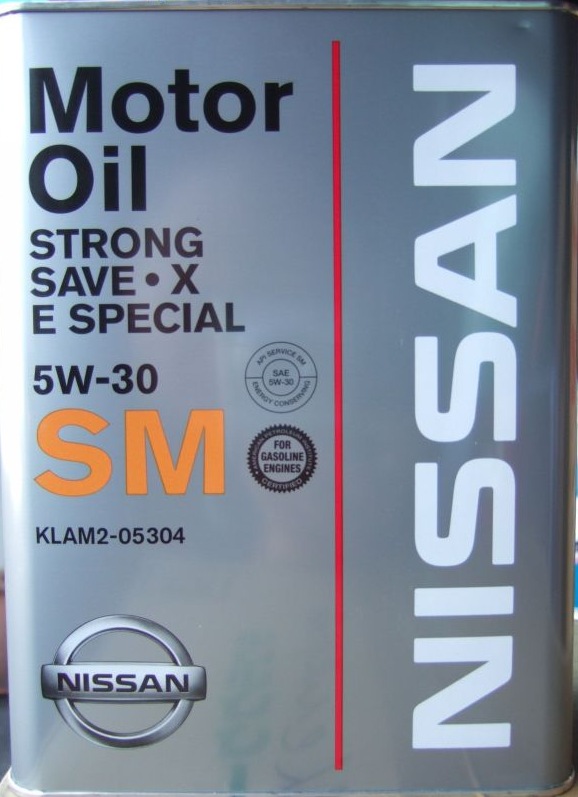 Motor
Oil
STRONG
SAVE • X
E SPECIAL
5W-30
API SERVICE SM
SAE
5W-30
ENERGY CONSERVING
SM
FOR
GASOLINE
ENGINES
CERTIFIED
KLAM2-05304
NISSAN
NISSAN